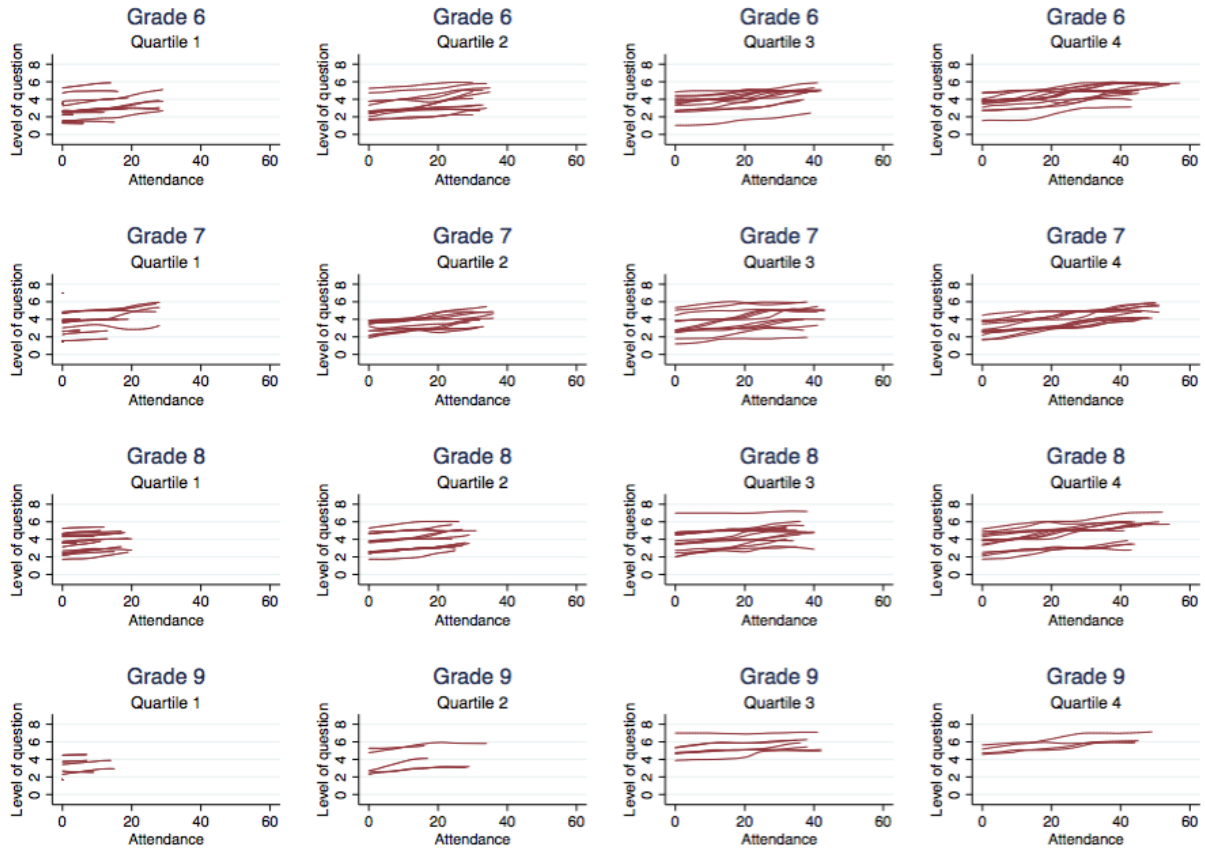 Grade 6 Grade 6 Grade 6 Grade 6
Quartile 1 Quartile 2 Quartile 3 Quartile 4
Level of question Level of question Level of question Level of question
8 8 8 8
6 6 6 6
4 4 4 4
2 2 2 2
0 0 0 0
0 20 40 60 0 20 40 60 0 20 40 60 0 20 40 60
Attendance Attendance Attendance Attendance
Grade 7 Grade 7 Grade 7 Grade 7
Quartile 1 Quartile 2 Quartile 3 Quartile 4
Level of question Level of question Level of question Level of question
8 8 8 8
6 6 6 6
4 4 4 4
2 2 2 2
0 0 0 0
0 20 40 60 0 20 40 60 0 20 40 60 0 20 40 60
Attendance Attendance Attendance Attendance
Grade 8 Grade 8 Grade 8 Grade 8
Quartile 1 Quartile 2 Quartile 3 Quartile 4
Level of question Level of question Level of question Level of question
8 8 8 8
6 6 6 6
4 4 4 4
2 2 2 2
0 0 0 0
0 20 40 60 0 20 40 60 0 20 40 60 0 20 40 60
Attendance Attendance Attendance Attendance
Grade 9 Grade 9 Grade 9 Grade 9
Quartile 1 Quartile 2 Quartile 3 Quartile 4
Level of question Level of question Level of question Level of question
8 8 8 8
6 6 6 6
4 4 4 4
2 2 2 2
0 0 0 0
0 20 40 60 0 20 40 60 0 20 40 60 0 20 40 60
Attendance Attendance Attendance Attendance